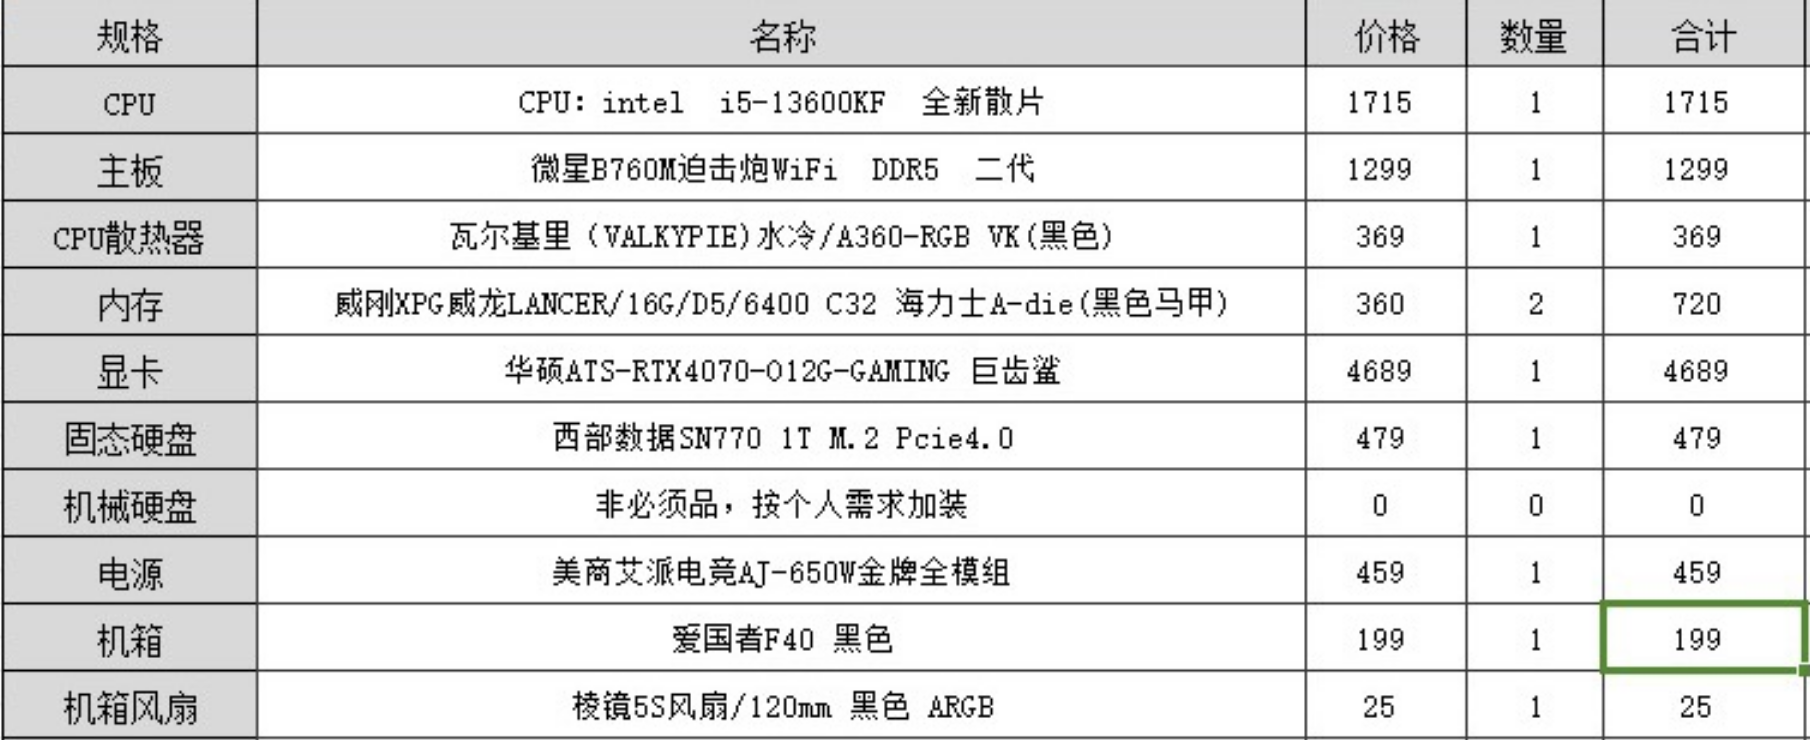 规格 名称 价格 数量 合计
CPU CPU: intel i5-13600KF 全新散片 1715 1 1715
主板 微星B760M迫击炮WiFi DDR5 二代 1299 1 1299
CPU散热器 瓦尔基里（VALKYPIE)水冷/A360-RGB VK(黑色) 369 1 369
内存 威刚XPG威龙LANCER/16G/D5/6400 C32 海力士A-die(黑色马甲) 360 2 720
显卡 华硕ATS-RTX4070-O12G-GAMING 巨齿鲨 4689 1 4689
固态硬盘 西部数据SN770 1T M.2 Pcie4.0 479 1 479
机械硬盘 非必须品，按个人需求加装 0 0 0
电源 美商艾派电竞AJ-650W金牌全模组 459 1 459
机箱 爱国者F40 黑色 199 1 199
机箱风扇 棱镜5S风扇/120mm 黑色 ARGB 25 1 25